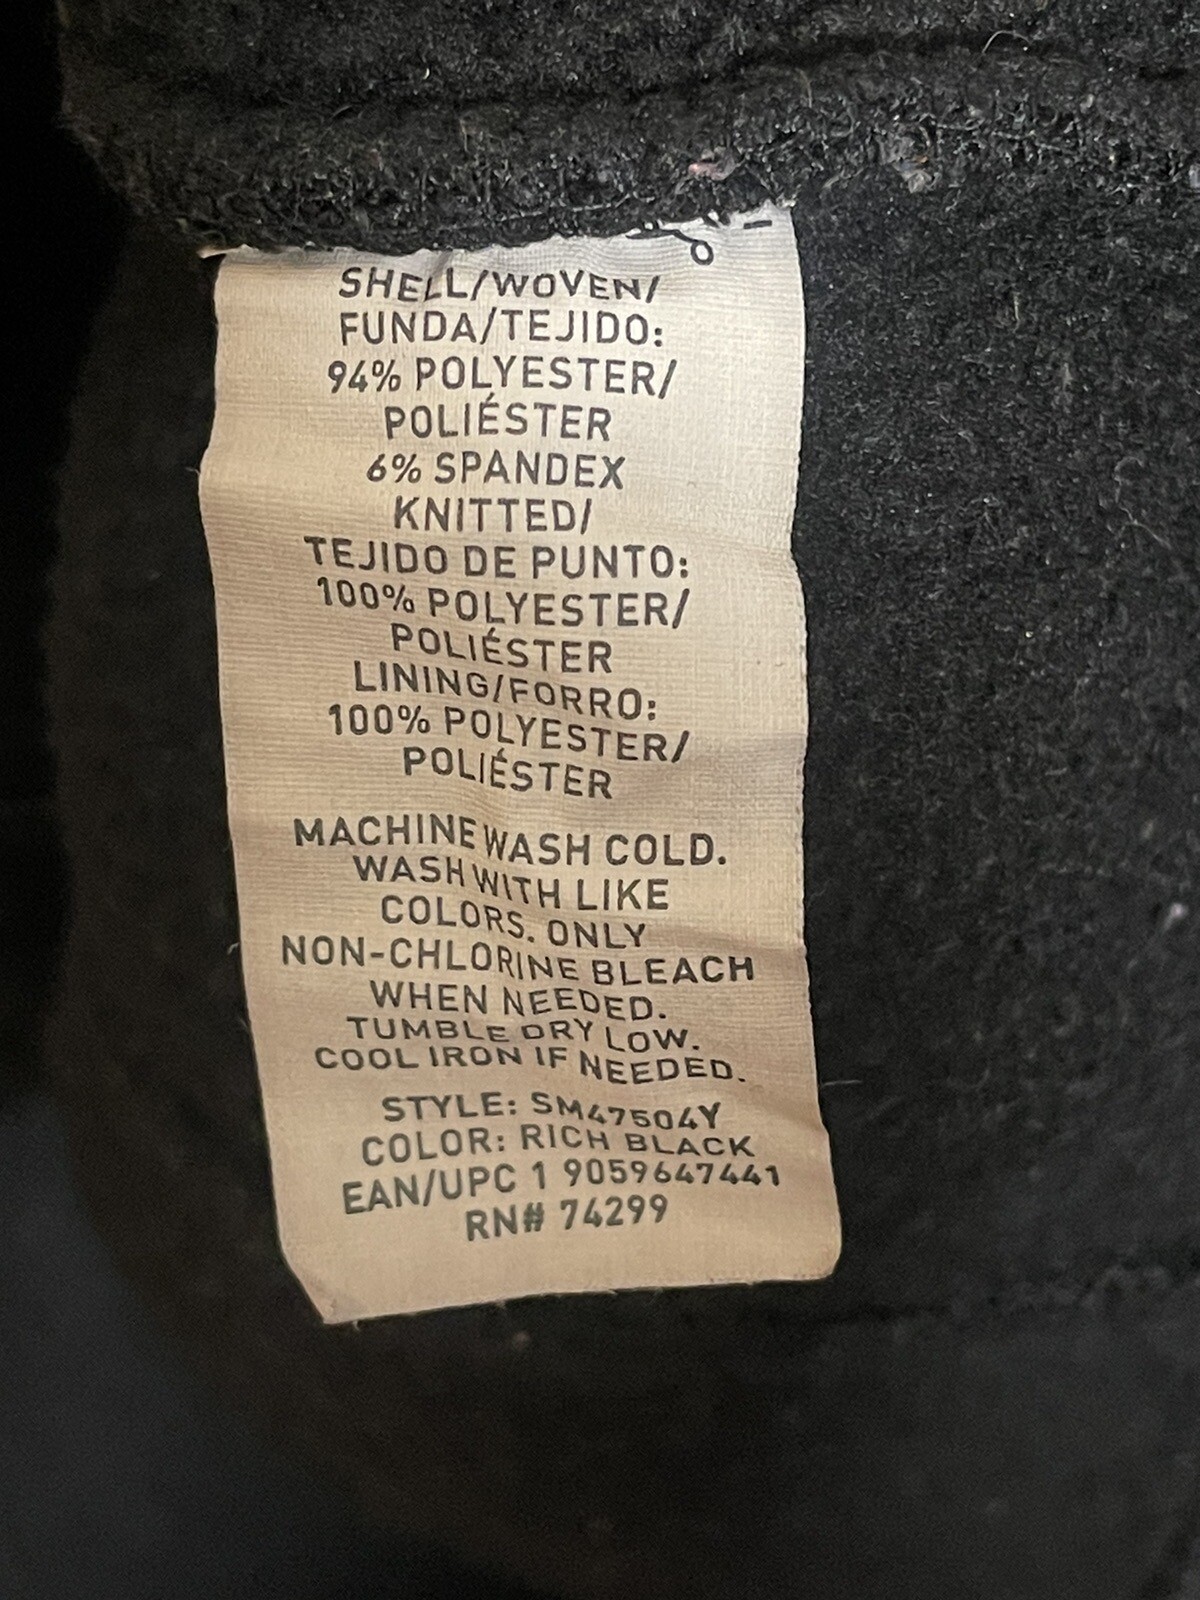 SHELL/WOVEN/
FUNDA/TEJIDO:
94% POLYESTER/
POLIÉSTER
6% SPANDEX
KNITTED/
TEJIDO DE PUNTO:
100% POLYESTER/
POLIÉSTER
LINING/FORRO:
100% POLYESTER/
POLIÉSTER
MACHINE WASH COLD.
WASH WITH LIKE
COLORS. ONLY
NON-CHLORINE BLEACH
WHEN NEEDED.
TUMBLE DRY LOW.
COOL IRON IF NEEDED.
STYLE: SM47504Y
COLOR: RICH BLACK
EAN/UPC 1 9059647441
RN# 74299